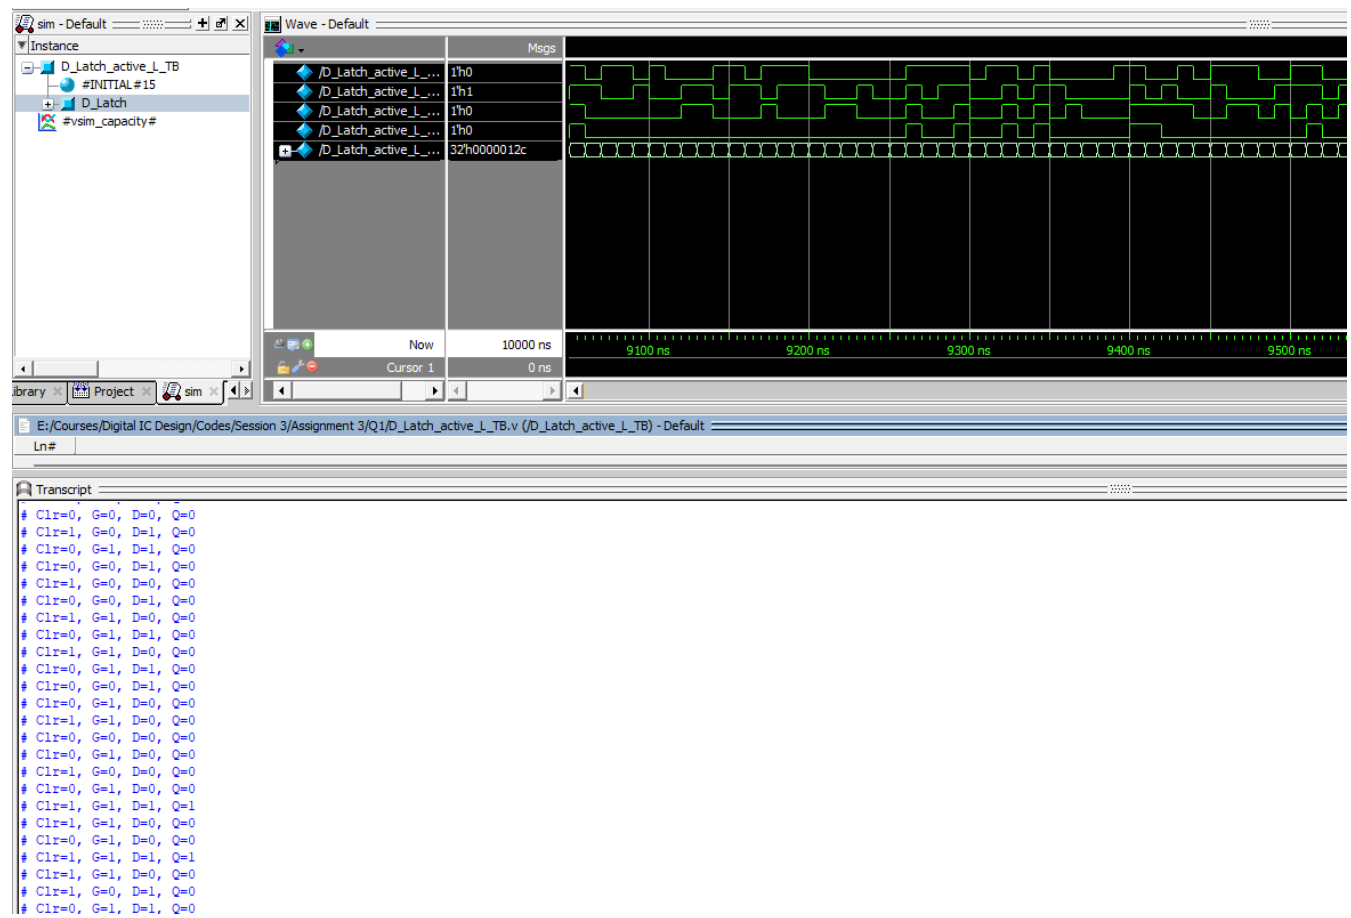 sim - Default
Instance
D_Latch_active_L_TB
#INITIAL#15
D_Latch
#vsim_capacity#
Library
Project
sim
Wave - Default
Msgs
/D_Latch_active_L_... 1'h0
/D_Latch_active_L_... 1'h1
/D_Latch_active_L_... 1'h0
/D_Latch_active_L_... 1'h0
/D_Latch_active_L_... 32'h0000012c
Now 10000 ns
Cursor 1 0 ns
9100 ns 9200 ns 9300 ns 9400 ns 9500 ns
E:/Courses/Digital IC Design/Codes/Session 3/Assignment 3/Q1/D_Latch_active_L_TB.v (/D_Latch_active_L_TB) - Default
Ln#
Transcript
# Clr=0, G=0, D=0, Q=0
# Clr=1, G=0, D=1, Q=0
# Clr=0, G=1, D=1, Q=0
# Clr=0, G=0, D=1, Q=0
# Clr=1, G=0, D=0, Q=0
# Clr=0, G=0, D=1, Q=0
# Clr=1, G=1, D=0, Q=0
# Clr=0, G=1, D=1, Q=0
# Clr=1, G=1, D=0, Q=0
# Clr=0, G=1, D=1, Q=0
# Clr=0, G=0, D=1, Q=0
# Clr=0, G=1, D=0, Q=0
# Clr=1, G=1, D=0, Q=0
# Clr=0, G=0, D=0, Q=0
# Clr=0, G=1, D=0, Q=0
# Clr=1, G=0, D=0, Q=0
# Clr=0, G=1, D=0, Q=0
# Clr=1, G=1, D=1, Q=1
# Clr=1, G=1, D=0, Q=0
# Clr=0, G=1, D=0, Q=0
# Clr=1, G=1, D=1, Q=1
# Clr=1, G=1, D=0, Q=0
# Clr=1, G=0, D=1, Q=0
# Clr=0, G=1, D=1, Q=0